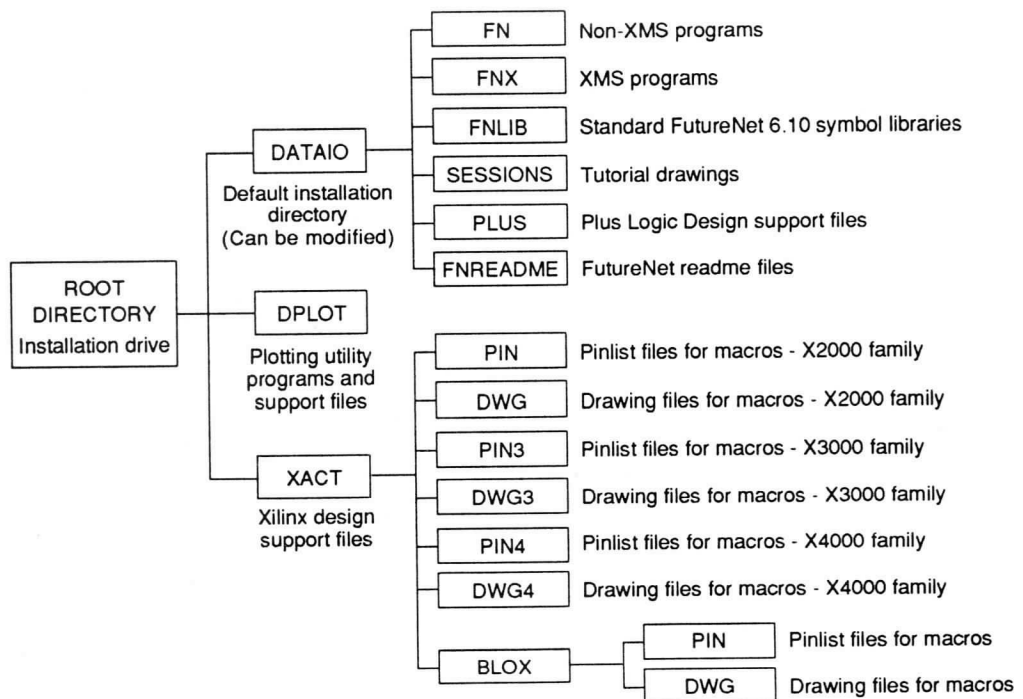 FN Non-XMS programs
FNX XMS programs
FNLIB Standard FutureNet 6.10 symbol libraries
DATAIO
SESSIONS Tutorial drawings
Default installation
directory
(Can be modified)
PLUS Plus Logic Design support files
FNREADME FutureNet readme files
ROOT
DIRECTORY
Installation drive
DPLOT
Plotting utility
programs and
support files
PIN Pinlist files for macros - X2000 family
DWG Drawing files for macros - X2000 family
PIN3 Pinlist files for macros - X3000 family
XACT
Xilinx design
support files
DWG3 Drawing files for macros - X3000 family
PIN4 Pinlist files for macros - X4000 family
DWG4 Drawing files for macros - X4000 family
BLOX
PIN Pinlist files for macros
DWG Drawing files for macros